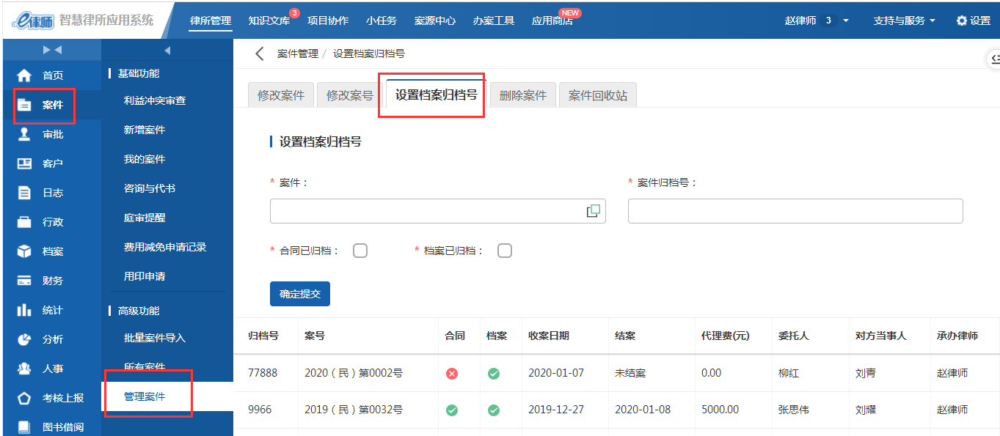 e律师 智慧律所应用系统 律所管理 知识文库 3 项目协作 小任务 案源中心 办案工具 应用商店 NEW 赵律师 3 支持与服务 设置
首页
案件
审批
客户
日志
行政
档案
财务
统计
分析
人事
考核上报
图书借阅
基础功能
利益冲突审查
新增案件
我的案件
咨询与代书
庭审提醒
费用减免申请记录
用印申请
高级功能
批量案件导入
所有案件
管理案件
案件管理 / 设置档案归档号
修改案件 修改案号 设置档案归档号 删除案件 案件回收站
设置档案归档号
* 案件： * 案件归档号：
* 合同已归档： * 档案已归档：
确定提交
归档号 案号 合同 档案 收案日期 结案 代理费(元) 委托人 对方当事人 承办律师
77888 2020（民）第0002号 2020-01-07 未结案 0.00 柳红 刘青 赵律师
9966 2019（民）第0032号 2019-12-27 2020-01-08 5000.00 张思伟 刘耀 赵律师